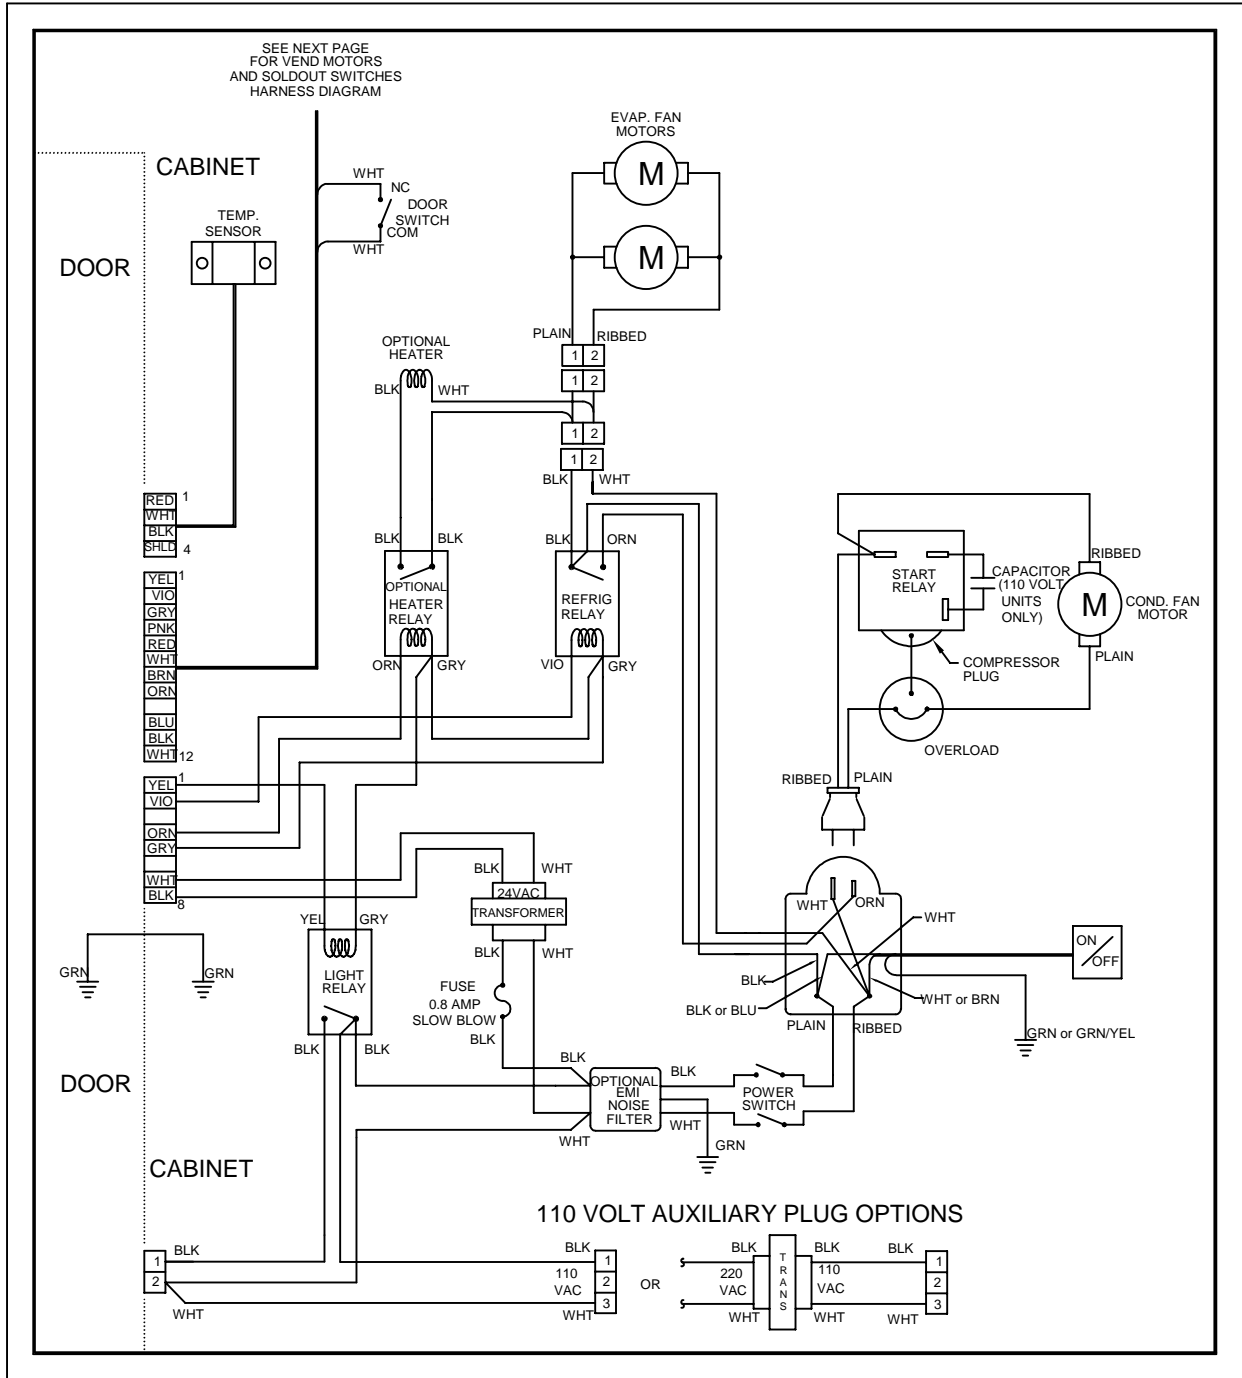 SEE NEXT PAGE
FOR VEND MOTORS
AND SOLDOUT SWITCHES
HARNESS DIAGRAM
EVAP. FAN
MOTORS
M
M
CABINET
WHT
NC
DOOR
SWITCH
COM
WHT
TEMP.
SENSOR
DOOR
PLAIN
RIBBED
1 2
1 2
OPTIONAL
HEATER
BLK
WHT
1 2
1 2
BLK
WHT
RED 1
WHT
BLK
SHLD 4
BLK
BLK
OPTIONAL
HEATER
RELAY
ORN
GRY
BLK
ORN
REFRIG
RELAY
VIO
GRY
START
RELAY
CAPACITOR
(110 VOLT
UNITS
ONLY)
RIBBED
M
COND. FAN
MOTOR
PLAIN
COMPRESSOR
PLUG
OVERLOAD
YEL 1
VIO
GRY
PNK
RED
WHT
BRN
ORN
BLU
BLK
WHT 12
RIBBED
PLAIN
YEL 1
VIO
ORN
GRY
WHT
BLK 8
BLK
WHT
24VAC
TRANSFORMER
BLK
WHT
YEL
GRY
LIGHT
RELAY
BLK
BLK
FUSE
0.8 AMP
SLOW BLOW
BLK
GRN
GRN
WHT
ORN
WHT
BLK
BLK or BLU
WHT or BRN
PLAIN
RIBBED
ON
/OFF
GRN or GRN/YEL
DOOR
BLK
OPTIONAL
EMI
NOISE
FILTER
BLK
WHT
WHT
GRN
POWER
SWITCH
CABINET
110 VOLT AUXILIARY PLUG OPTIONS
1
2
BLK
WHT
BLK
110
VAC
WHT
1
2
3
OR
BLK
220
VAC
WHT
TRANS
BLK
110
VAC
WHT
BLK
WHT
1
2
3